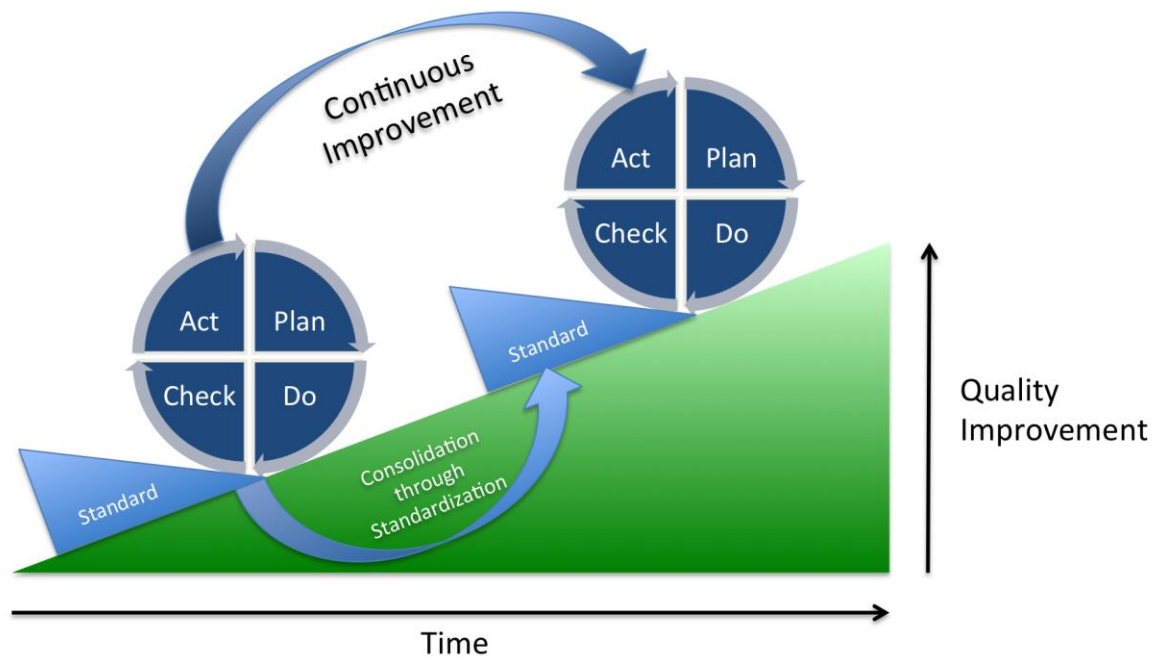 Continuous
Improvement
Act
Plan
Check
Do
Act
Plan
Check
Do
Standard
Standard
Consolidation
through
Standardization
Quality
Improvement
Time